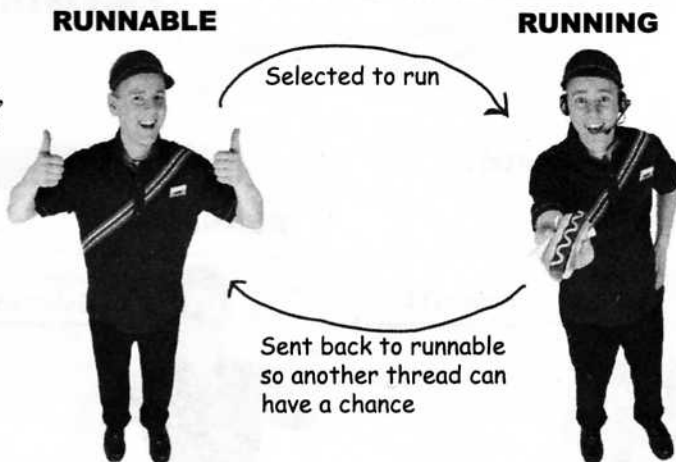 RUNNABLE
RUNNING
Selected to run
Sent back to runnable
so another thread can
have a chance